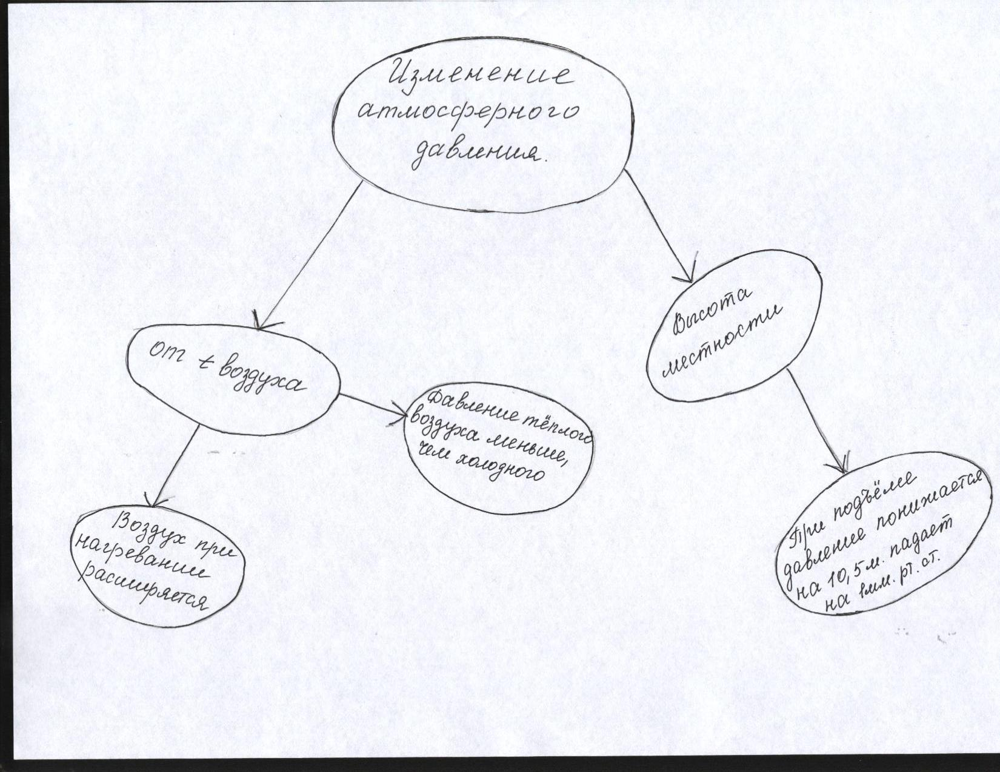 Изменение
атмосферного
давления.
от t воздуха
Высота
местности
Давление тёплого
воздуха меньше,
чем холодного
Воздух при
нагревании
расширяется
При подъёме
давление понижается
на 10,5 м. падает
на 1мм. рт. ст.